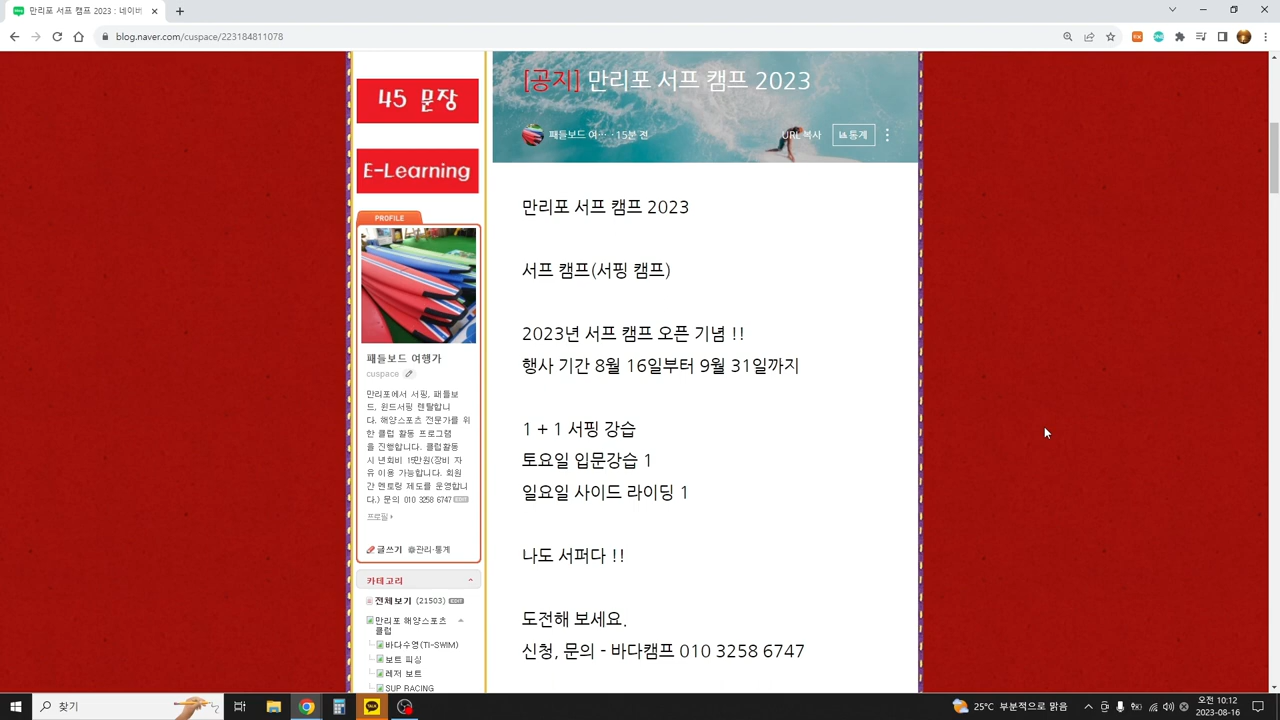 만리포 서프 캠프 2023 : 네이버
blog.naver.com/cuspace/223184811078
45 문장
E-Learning
PROFILE
패들보드 여행가
cuspace
만리포에서 서핑, 패들보
드, 윈드서핑 렌탈합니
다. 해양스포츠 전문가를 위
한 클럽 활동 프로그램
을 진행합니다. 클럽활동
시 년회비 15만원(장비 자
유 이용 가능합니다. 회원
간 멘토링 제도를 운영합니
다.) 문의 010 3258 6747 EDIT
프로필
글쓰기 관리·통계
카테고리
전체보기 (21503) EDIT
만리포 해양스포츠
클럽
바다수영(TI-SWIM)
보트 피싱
레저 보트
SUP RACING
[공지] 만리포 서프 캠프 2023
패들보드 여… · 15분 전
URL 복사 통계
만리포 서프 캠프 2023
서프 캠프(서핑 캠프)
2023년 서프 캠프 오픈 기념 !!
행사 기간 8월 16일부터 9월 31일까지
1 + 1 서핑 강습
토요일 입문강습 1
일요일 사이드 라이딩 1
나도 서퍼다 !!
도전해 보세요.
신청, 문의 - 바다캠프 010 3258 6747
찾기
TALK
25°C 부분적으로 맑음
오전 10:12
2023-08-16